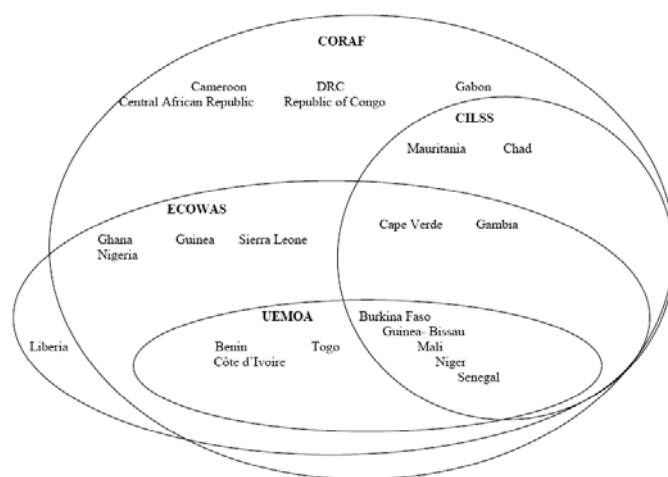 CORAF
Cameroon DRC Gabon
Central African Republic Republic of Congo
CILSS
Mauritania Chad
ECOWAS
Cape Verde Gambia
Ghana Guinea Sierra Leone
Nigeria
UEMOA Burkina Faso
Guinea- Bissau
Liberia Benin Togo Mali
Côte d'Ivoire Niger
Senegal